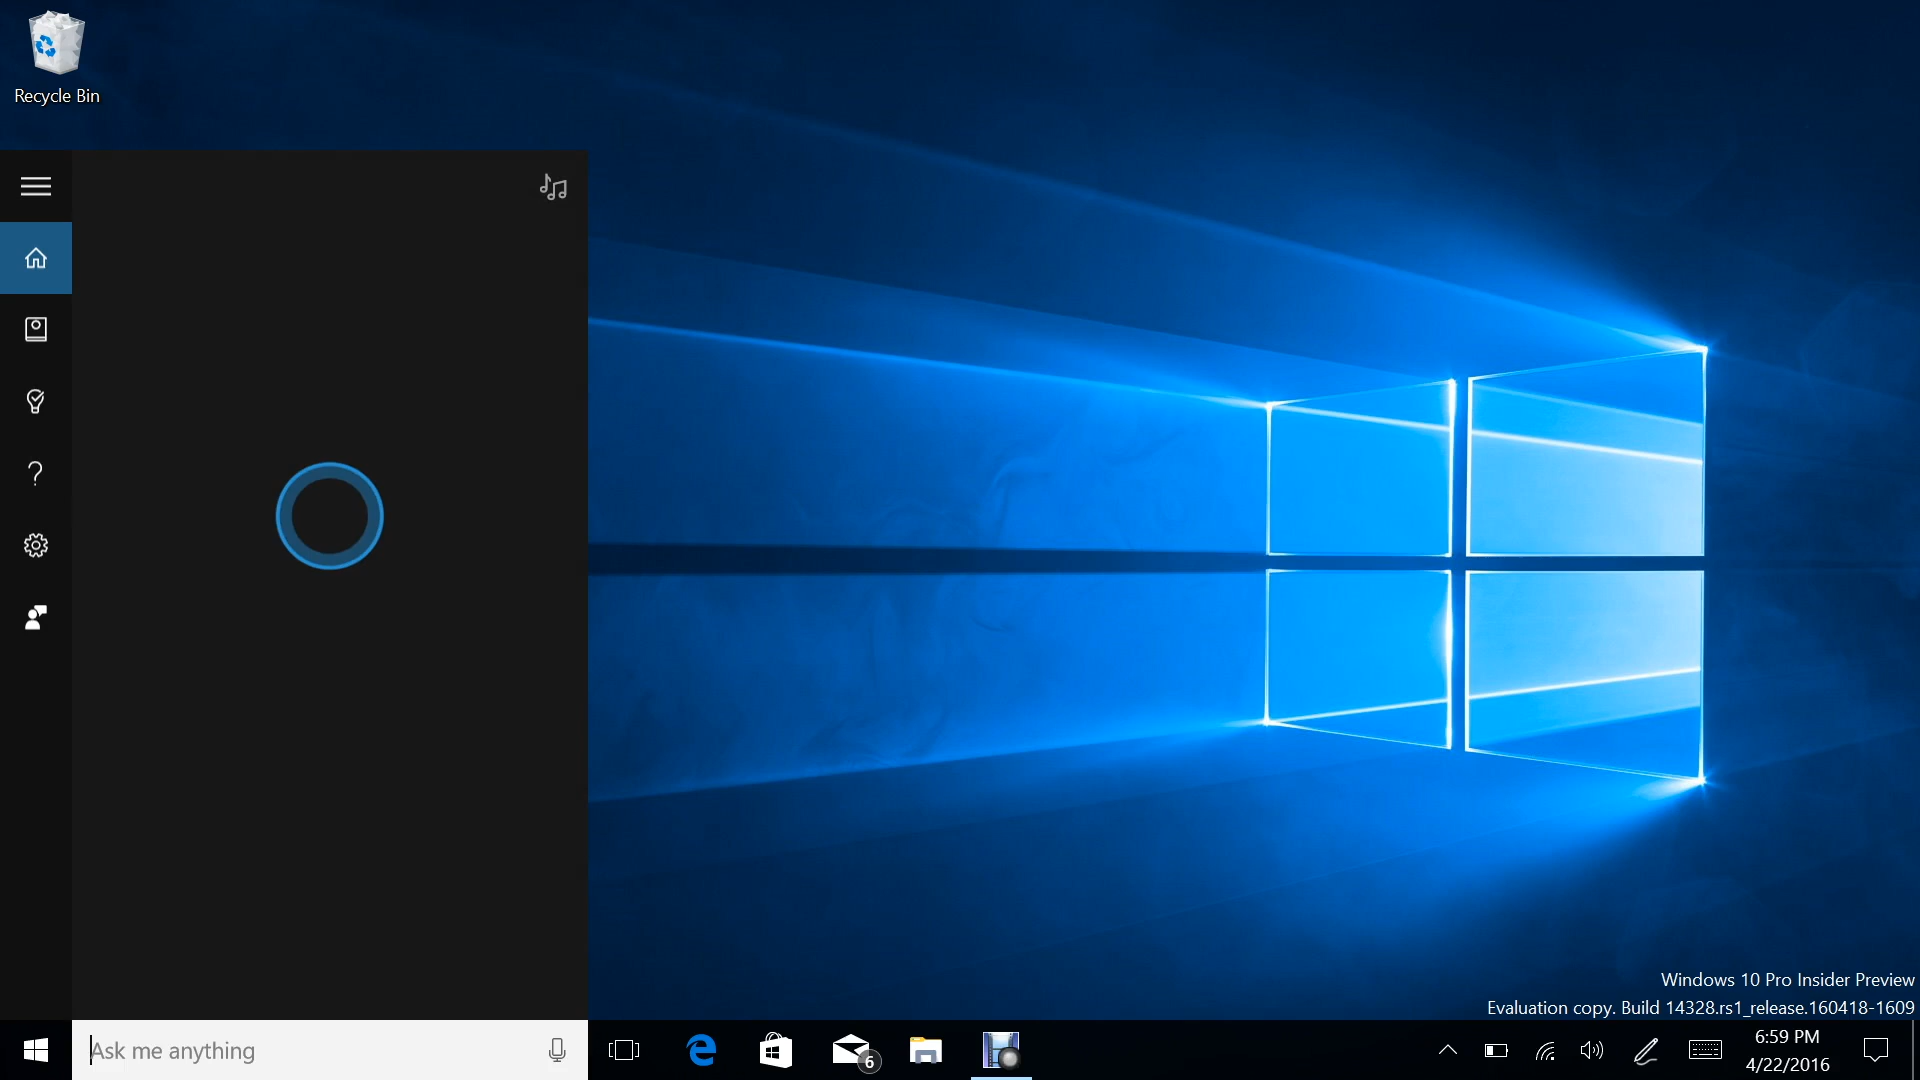 Recycle Bin
Windows 10 Pro Insider Preview
Evaluation copy. Build 14328.rs1_release.160418-1609
Ask me anything
6
6:59 PM
4/22/2016